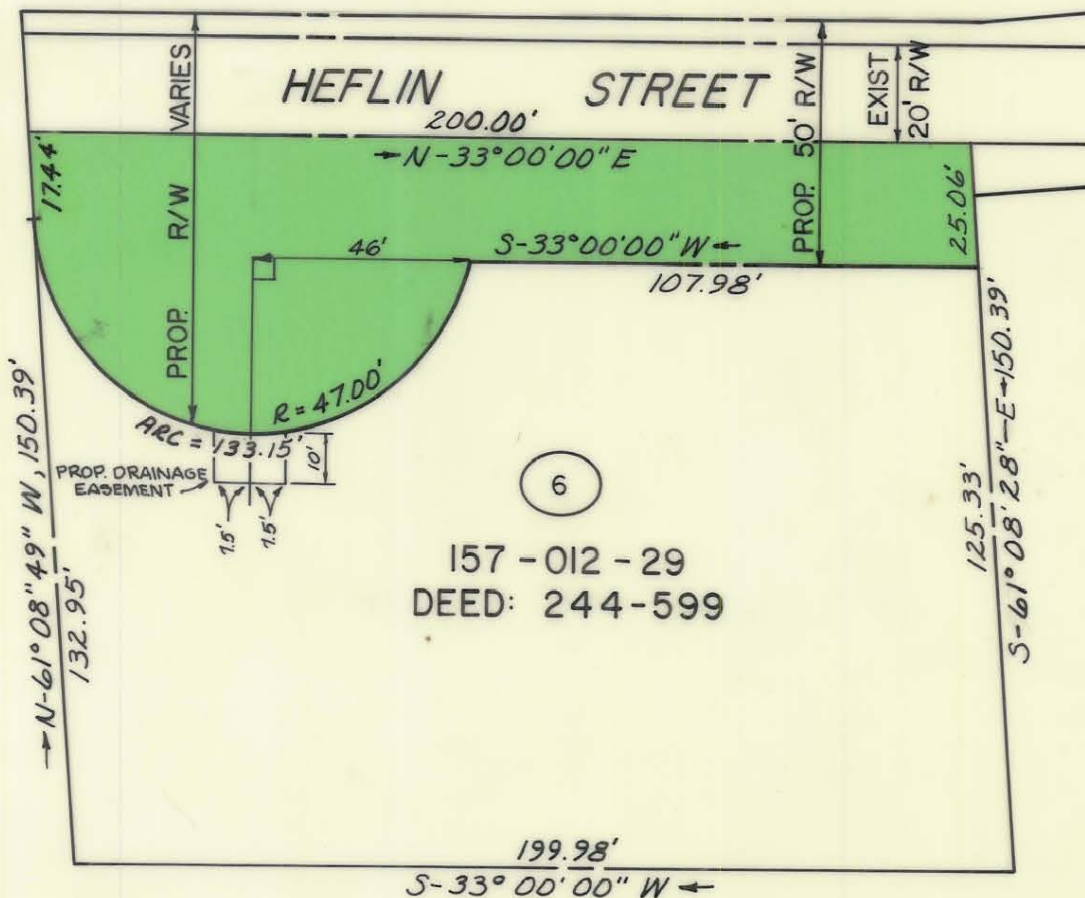 HEFLIN STREET
VARIES
R/W
PROP.
PROP. 50' R/W
EXIST
20' R/W
200.00'
→N-33°00'00"E
17.44'
25.06'
46'
S-33°00'00"W←
107.98'
R=47.00'
ARC = 133.15'
10'
PROP. DRAINAGE
EASEMENT
7.5' 7.5'
6
157-012-29
DEED: 244-599
→N-61°08'49" W, 150.39'
132.95'
125.33'
S-61°08'28"-E→150.39'
199.98'
S-33°00'00" W←